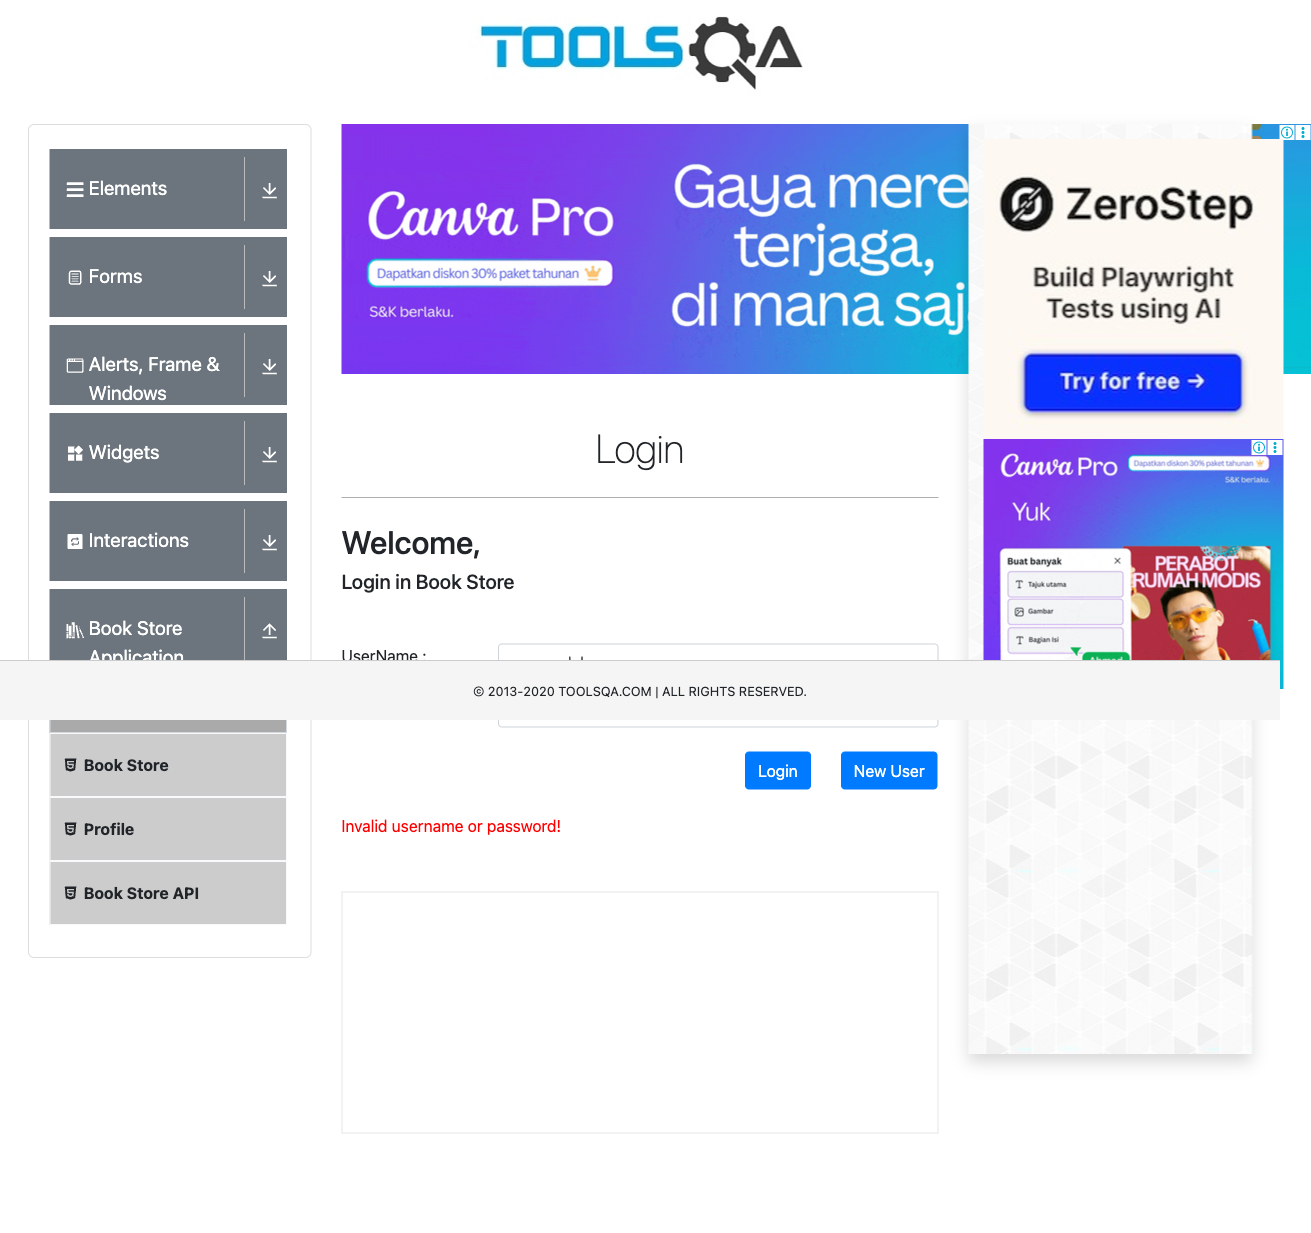 TOOLSQA
Elements
Forms
Alerts, Frame &
Windows
Widgets
Interactions
Book Store
Application
Book Store
Profile
Book Store API
Canva Pro
Dapatkan diskon 30% paket tahunan
S&K berlaku.
Gaya mere
terjaga,
di mana saj
ZeroStep
Build Playwright
Tests using AI
Try for free →
Canva Pro
Dapatkan diskon 30% paket tahunan
S&K berlaku.
Yuk
Buat banyak
Tajuk utama
Gambar
Bagian Isi
PERABOT
RUMAH MODIS
Login
Welcome,
Login in Book Store
UserName :
© 2013-2020 TOOLSQA.COM | ALL RIGHTS RESERVED.
Login
New User
Invalid username or password!